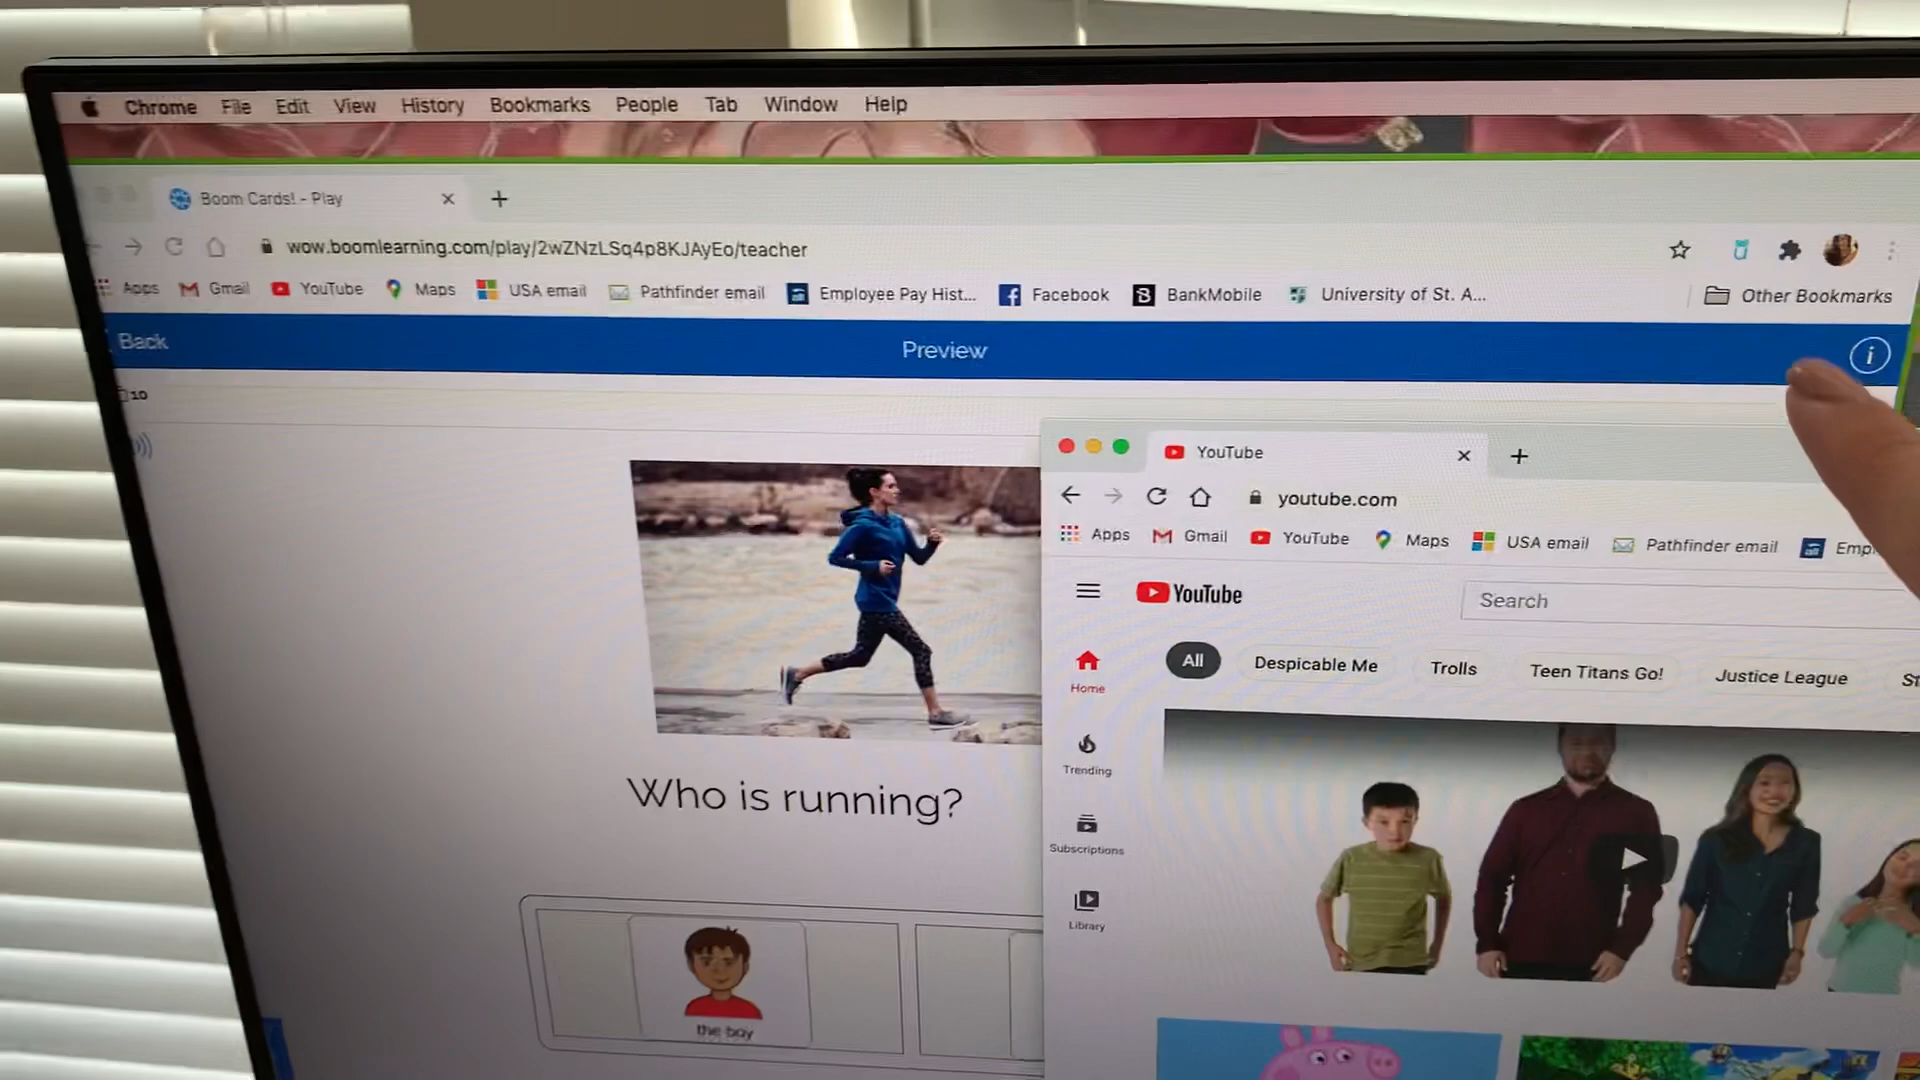 Chrome File Edit View History Bookmarks People Tab Window Help
Boom Cards! - Play
wow.boomlearning.com/play/2wZNzLSq4p8KJAyEo/teacher
Apps Gmail YouTube Maps USA email Pathfinder email Employee Pay Hist... Facebook BankMobile University of St. A... Other Bookmarks
Back Preview i
10
YouTube
youtube.com
Apps Gmail YouTube Maps USA email Pathfinder email Emp
YouTube Search
All Despicable Me Trolls Teen Titans Go! Justice League St
Home
Trending
Subscriptions
Library
Who is running?
the boy